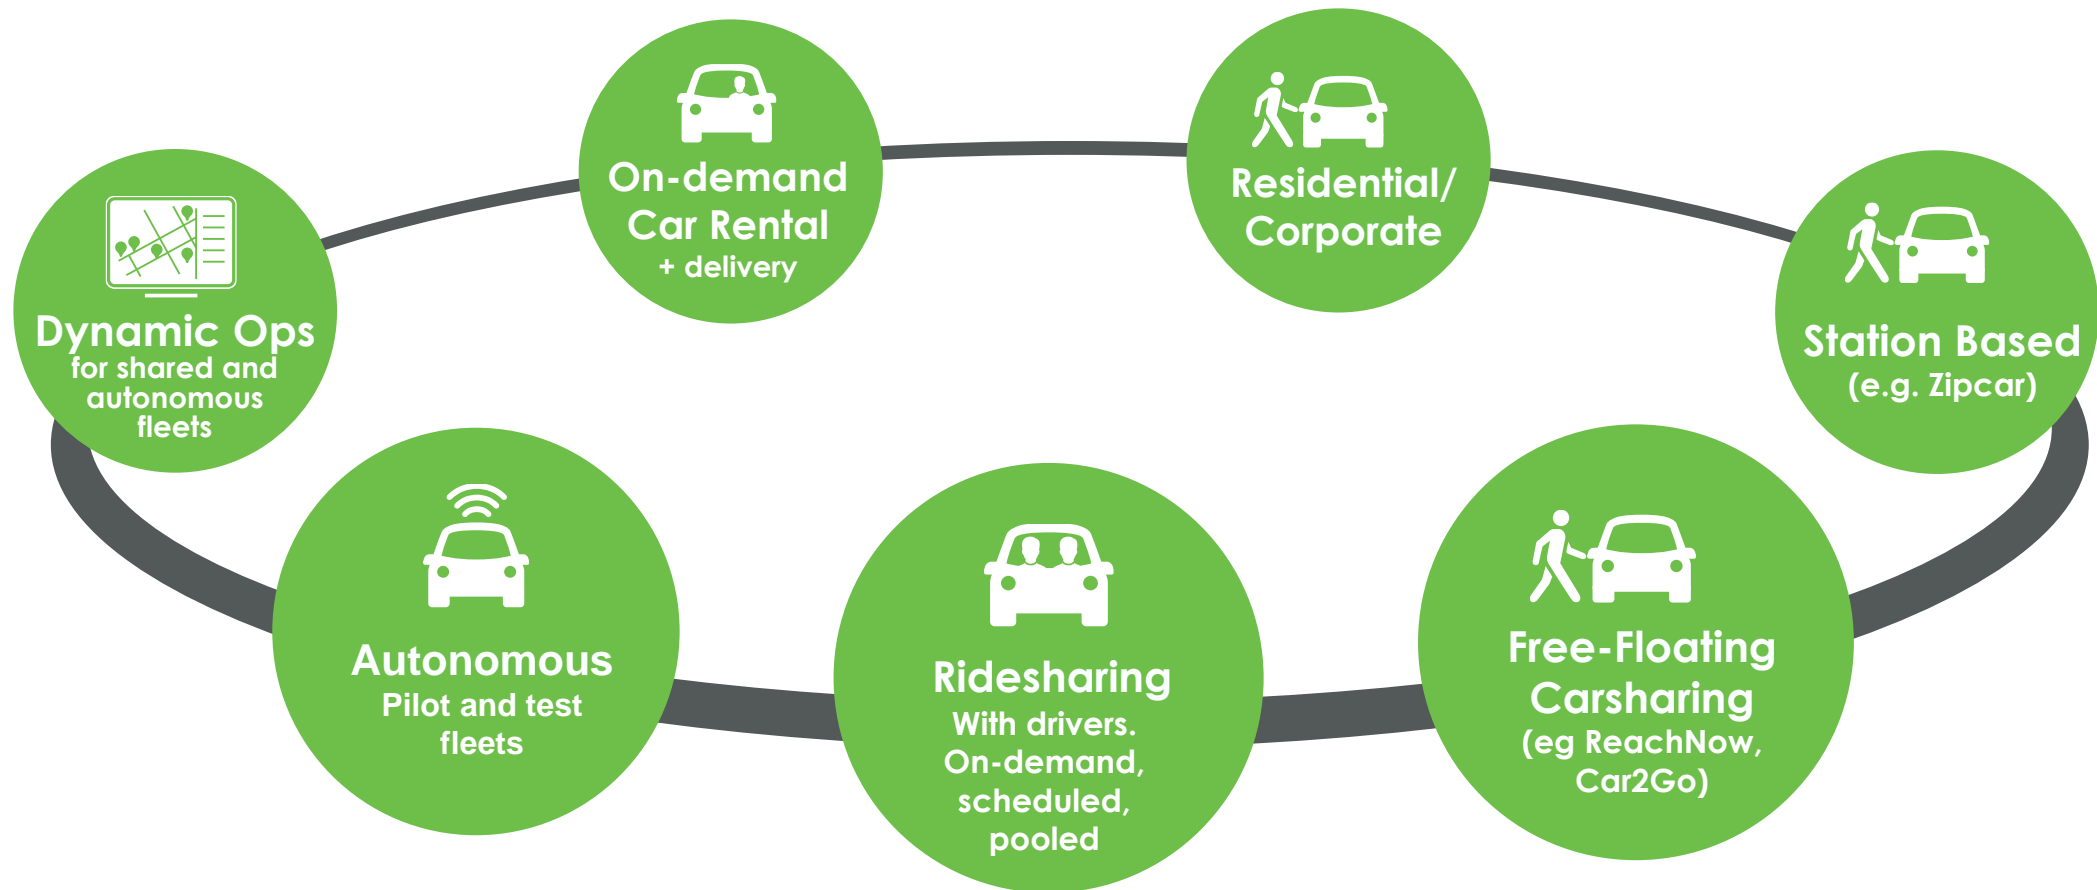 On-demand
Car Rental
+ delivery
Residential/
Corporate
Dynamic Ops
for shared and
autonomous
fleets
Station Based
(e.g. Zipcar)
Autonomous
Pilot and test
fleets
Ridesharing
With drivers.
On-demand,
scheduled,
pooled
Free-Floating
Carsharing
(eg ReachNow,
Car2Go)